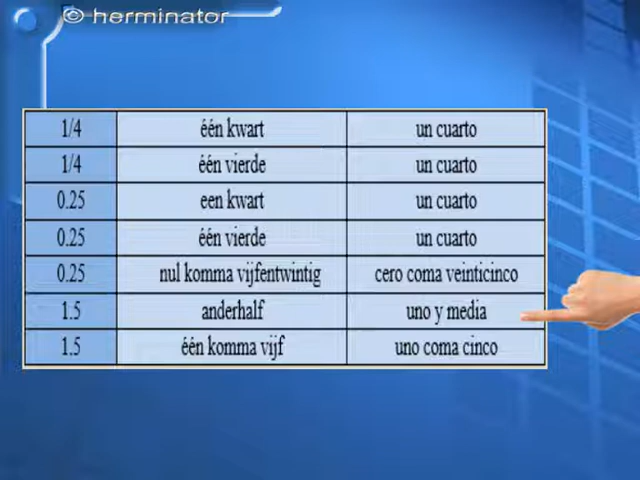 © herminator
1/4 één kwart un cuarto
1/4 één vierde un cuarto
0.25 een kwart un cuarto
0.25 één vierde un cuarto
0.25 nul komma vijfentwintig cero coma veinticinco
1.5 anderhalf uno y media
1.5 één komma vijf uno coma cinco